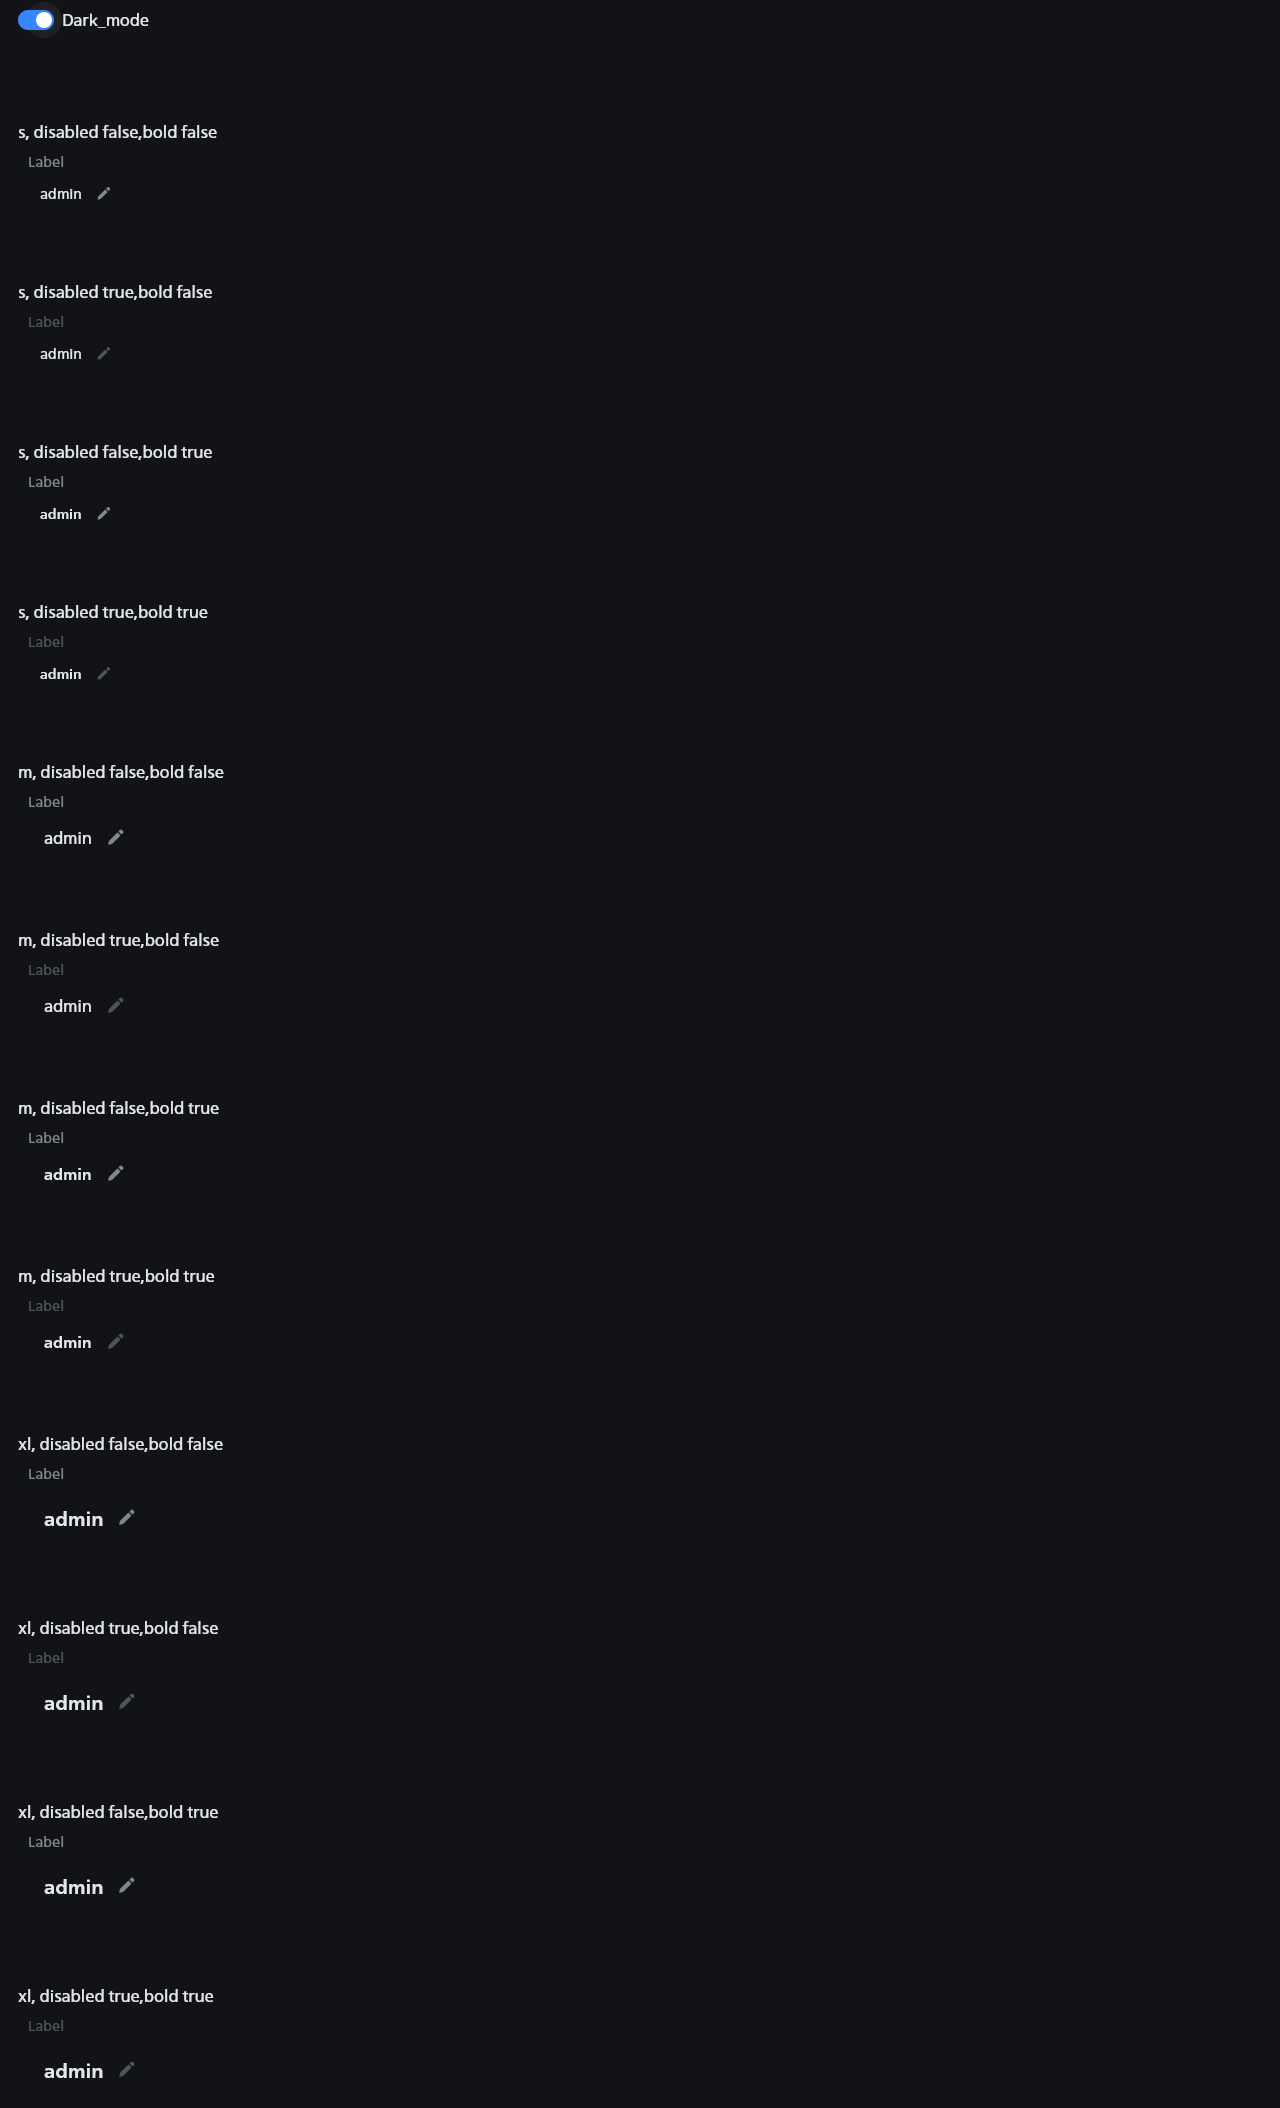 Dark_mode
s, disabled false,bold false
Label
admin
s, disabled true,bold false
Label
admin
s, disabled false,bold true
Label
admin
s, disabled true,bold true
Label
admin
m, disabled false,bold false
Label
admin
m, disabled true,bold false
Label
admin
m, disabled false,bold true
Label
admin
m, disabled true,bold true
Label
admin
xl, disabled false,bold false
Label
admin
xl, disabled true,bold false
Label
admin
xl, disabled false,bold true
Label
admin
xl, disabled true,bold true
Label
admin